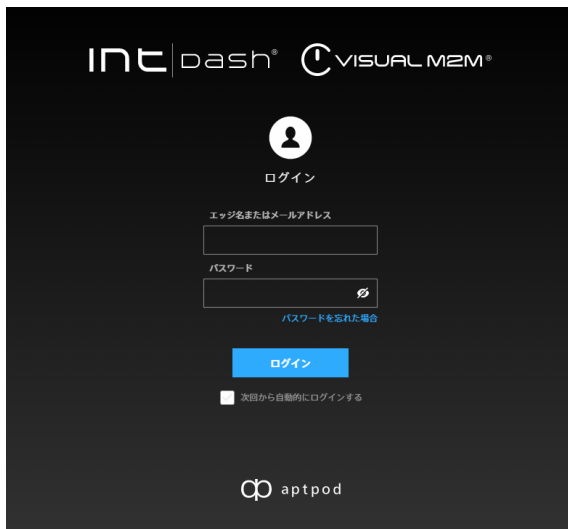 intDash® VISUAL M2M®
ログイン
エッジ名またはメールアドレス
パスワード
パスワードを忘れた場合
ログイン
次回から自動的にログインする
aptpod